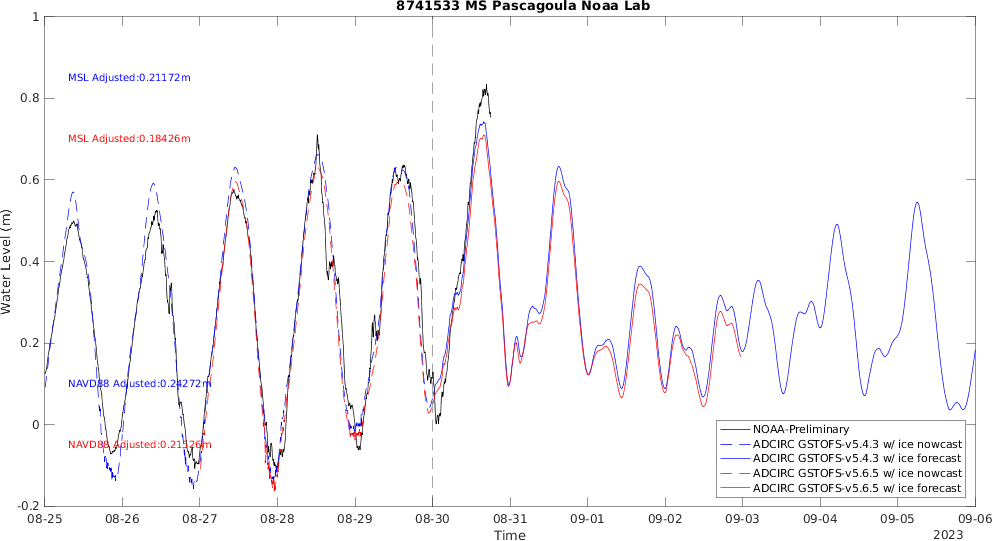 8741533 MS Pascagoula Noaa Lab
1
0.8
0.6
0.4
0.2
0
-0.2
Water Level (m)
MSL Adjusted:0.21172m
MSL Adjusted:0.18426m
NAVD88 Adjusted:0.24272m
NAVD88 Adjusted:0.21526m
NOAA-Preliminary
ADCIRC GSTOFS-v5.4.3 w/ ice nowcast
ADCIRC GSTOFS-v5.4.3 w/ ice forecast
ADCIRC GSTOFS-v5.6.5 w/ ice nowcast
ADCIRC GSTOFS-v5.6.5 w/ ice forecast
08-25 08-26 08-27 08-28 08-29 08-30 08-31 09-01 09-02 09-03 09-04 09-05 09-06
Time
2023